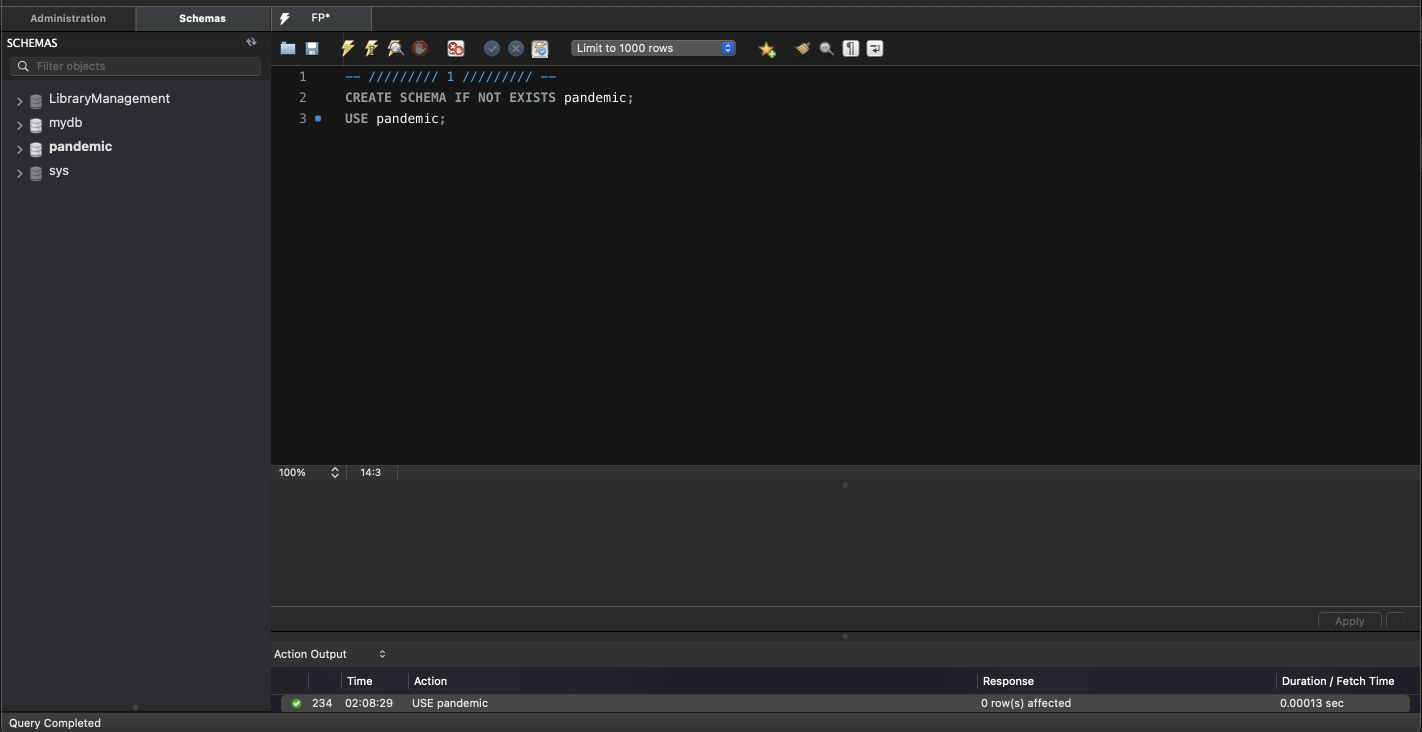 Administration Schemas FP*
SCHEMAS
Filter objects
LibraryManagement
mydb
pandemic
sys
Limit to 1000 rows
1 -- ///////// 1 ///////// --
2 CREATE SCHEMA IF NOT EXISTS pandemic;
3 USE pandemic;
100% 14:3
Apply
Action Output
Time Action Response Duration / Fetch Time
234 02:08:29 USE pandemic 0 row(s) affected 0.00013 sec
Query Completed